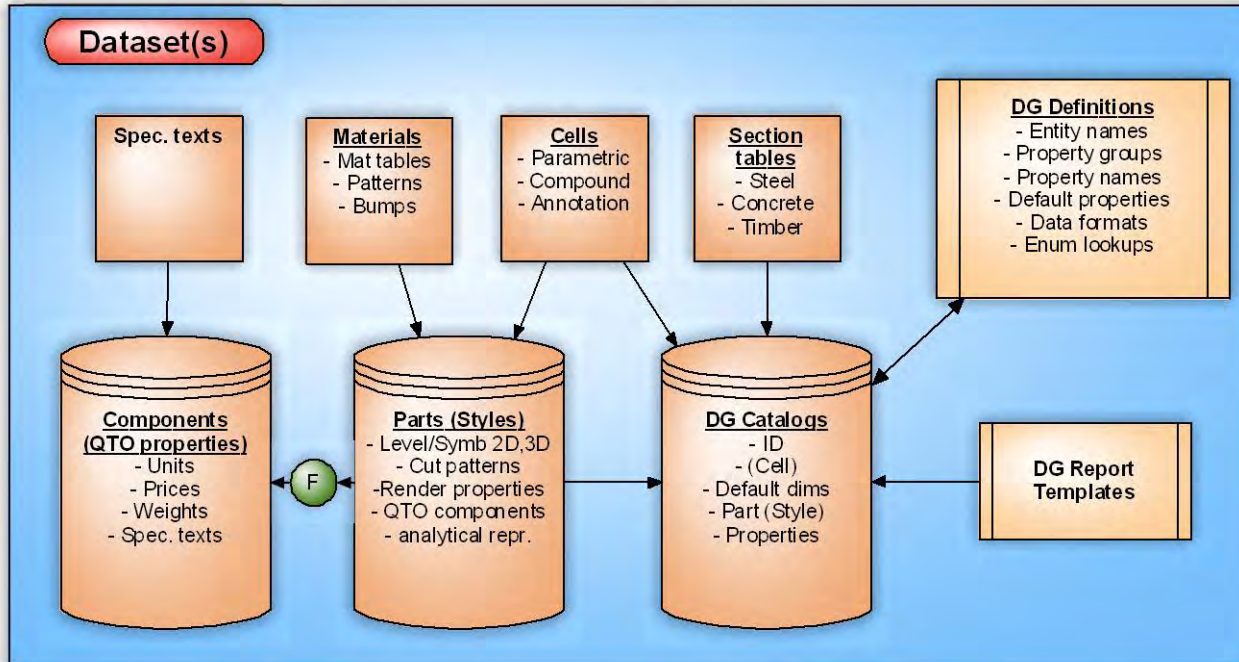 Dataset(s)
Spec. texts
Materials
- Mat tables
- Patterns
- Bumps
Cells
- Parametric
- Compound
- Annotation
Section
tables
- Steel
- Concrete
- Timber
DG Definitions
- Entity names
- Property groups
- Property names
- Default properties
- Data formats
- Enum lookups
Components
(QTO properties)
- Units
- Prices
- Weights
- Spec. texts
F
Parts (Styles)
- Level/Symb 2D,3D
- Cut patterns
-Render properties
- QTO components
- analytical repr.
DG Catalogs
- ID
- (Cell)
- Default dims
- Part (Style)
- Properties
DG Report
Templates